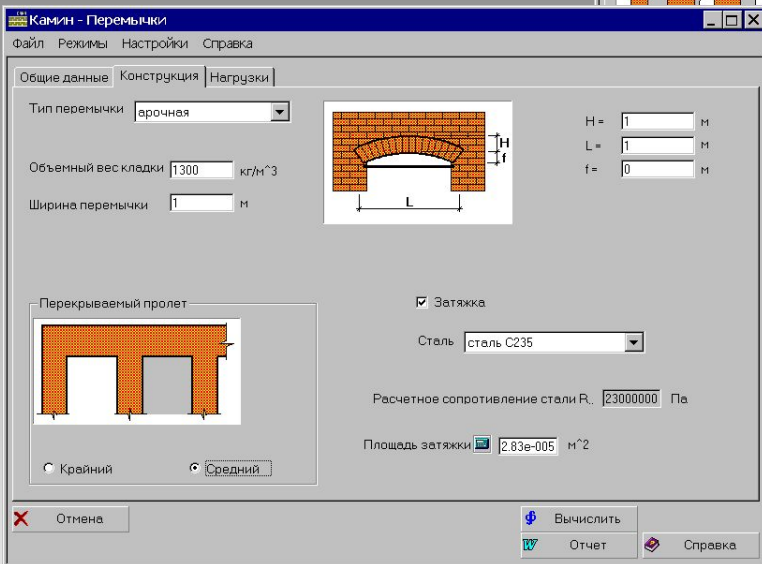 Камин - Перемычки
Файл Режимы Настройки Справка
Общие данные Конструкция Нагрузки
Тип перемычки арочная
H = 1 м
L = 1 м
f = 0 м
H
f
L
Объемный вес кладки 1300 кг/м^3
Ширина перемычки 1 м
Перекрываемый пролет
Затяжка
Сталь сталь С235
Расчетное сопротивление стали R.. 23000000 Па
Площадь затяжки 2.83e-005 м^2
Крайний Средний
Отмена Вычислить
Отчет Справка